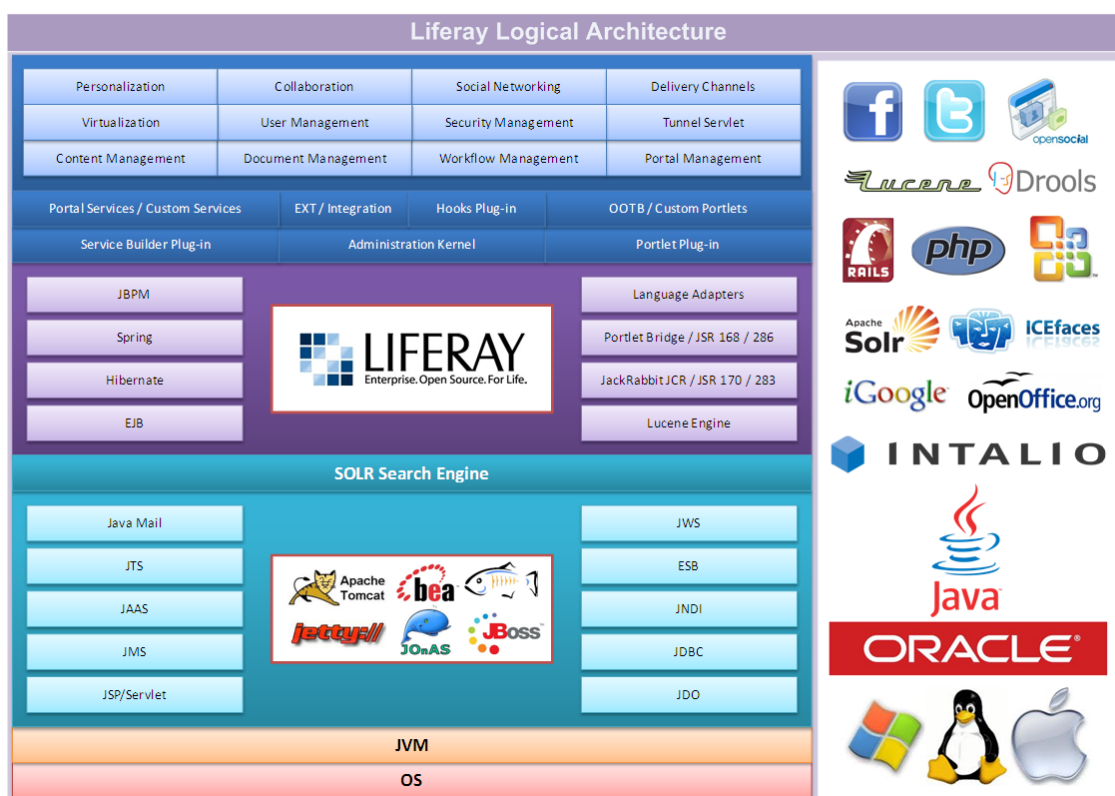 Liferay Logical Architecture
Personalization
Collaboration
Social Networking
Delivery Channels
Virtualization
User Management
Security Management
Tunnel Servlet
Content Management
Document Management
Workflow Management
Portal Management
Portal Services / Custom Services
EXT / Integration
Hooks Plug-in
OOTB / Custom Portlets
Service Builder Plug-in
Administration Kernel
Portlet Plug-in
JBPM
Spring
Hibernate
EJB
LIFERAY
Enterprise. Open Source. For Life.
Language Adapters
Portlet Bridge / JSR 168 / 286
JackRabbit JCR / JSR 170 / 283
Lucene Engine
SOLR Search Engine
Java Mail
JTS
JAAS
JMS
JSP/Servlet
Apache
Tomcat
bea
jetty://
JOnAS
JBoss
JWS
ESB
JNDI
JDBC
JDO
JVM
OS
f
t
opensocial
Lucene
Drools
RAILS
php
Apache
Solr
ICEfaces
iGoogle
OpenOffice.org
INTALIO
Java
ORACLE